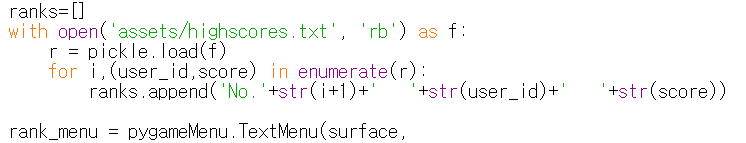 ranks=[]
with open('assets/highscores.txt', 'rb') as f:
    r = pickle.load(f)
    for i,(user_id,score) in enumerate(r):
        ranks.append('No.'+str(i+1)+'   '+str(user_id)+'   '+str(score))
rank_menu = pygameMenu.TextMenu(surface,